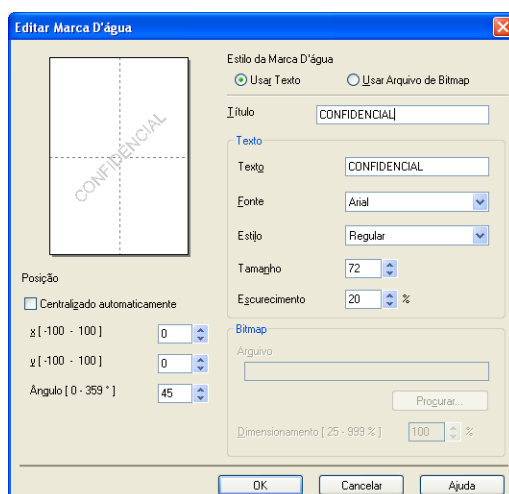 Editar Marca D'água
CONFIDENCIAL
Posição
Centralizado automaticamente
x [ -100 - 100 ] 0
y [ -100 - 100 ] 0
Ângulo [ 0 - 359 ° ] 45
Estilo da Marca D'água
Usar Texto Usar Arquivo de Bitmap
Título CONFIDENCIAL
Texto
Texto CONFIDENCIAL
Fonte Arial
Estilo Regular
Tamanho 72
Escurecimento 20 %
Bitmap
Arquivo
Procurar...
Dimensionamento [ 25 - 999 % ] 100 %
OK Cancelar Ajuda